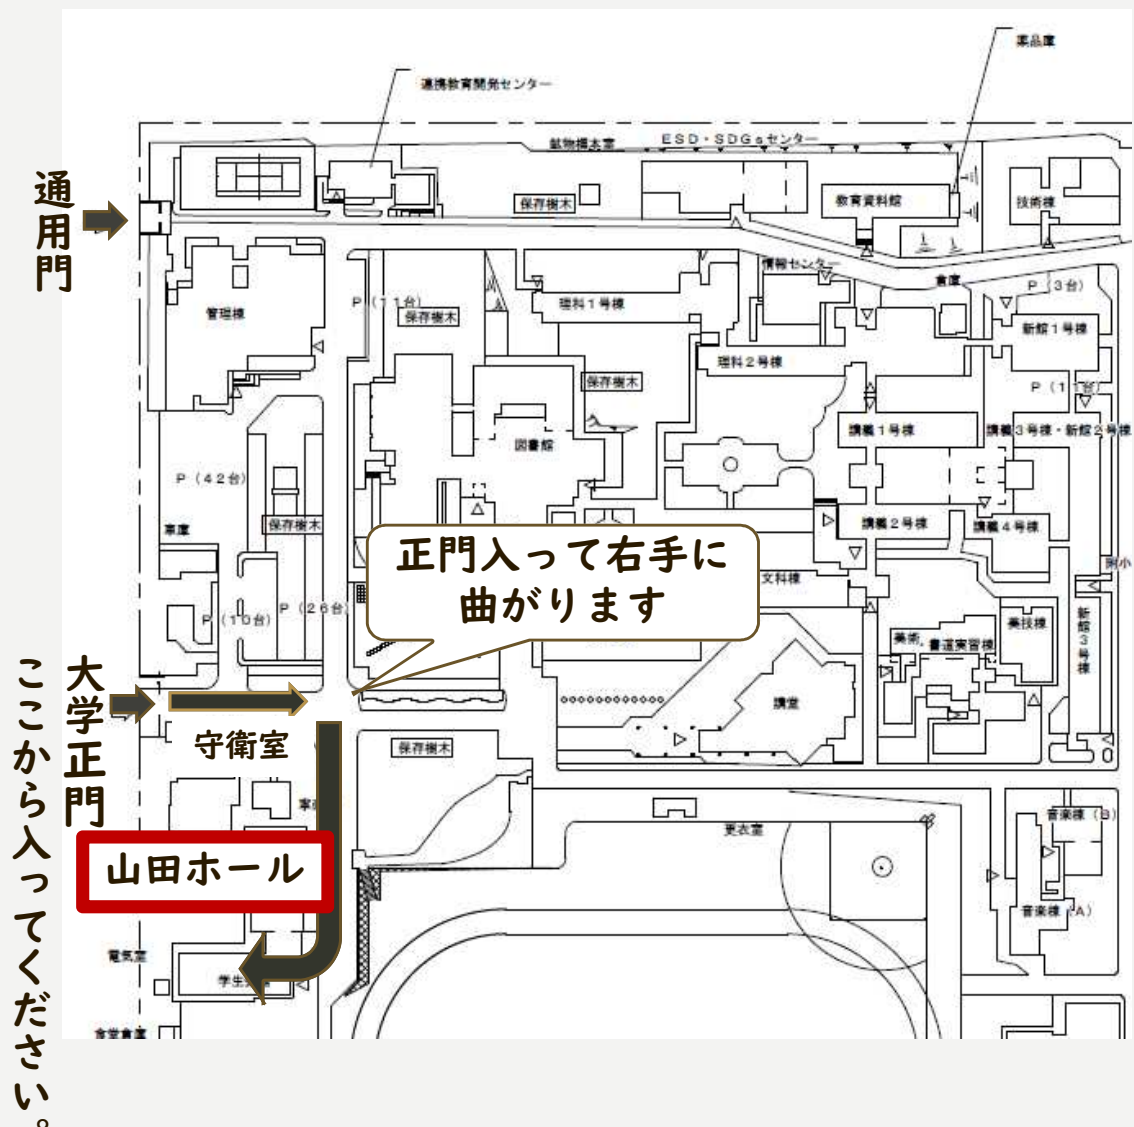 薬品庫
連携教育開発センター
鉱物標本室
ESD・SDGsセンター
通用門
保存樹木
教育資料館
技術棟
情報センター
倉庫
P(3台)
管理棟
P(11台)
保存樹木
理科1号棟
新館1号棟
理科2号棟
保存樹木
P(11台)
講義1号棟
講義3号棟・新館2号棟
図書館
P(42台)
車庫
保存樹木
講義2号棟
講義4号棟
正門入って右手に
曲がります
文科棟
附小
P(10台)
P(26台)
美術・書道実習棟
美技棟
新館3号棟
大学正門
ここから入ってください。
守衛室
保存樹木
講堂
更衣室
音楽棟(B)
山田ホール
音楽棟(A)
電気室
学生
食堂倉庫